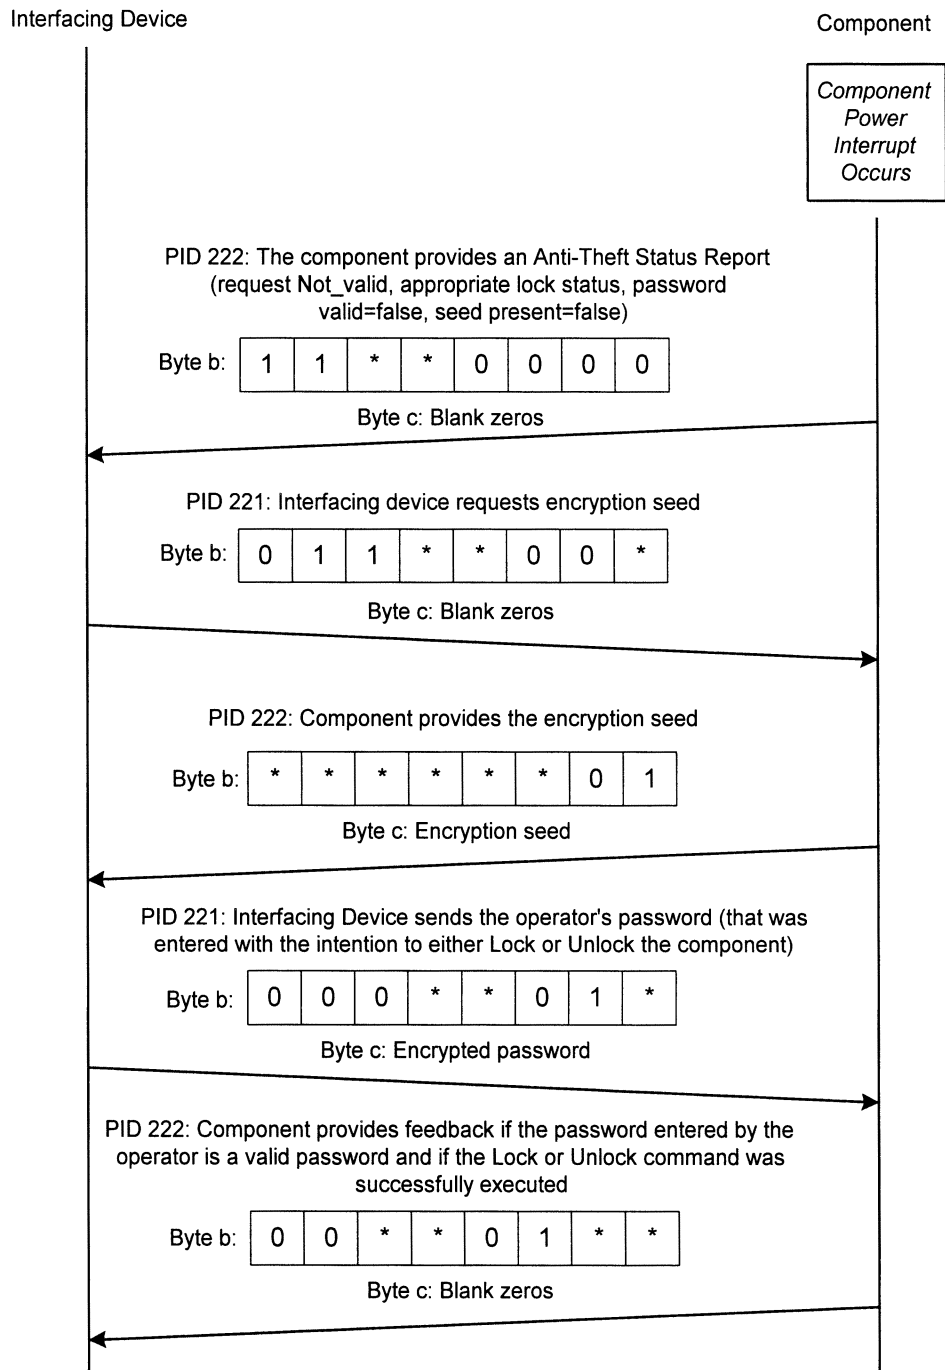 Interfacing Device
Component
Component
Power
Interrupt
Occurs
PID 222: The component provides an Anti-Theft Status Report
(request Not_valid, appropriate lock status, password
valid=false, seed present=false)
Byte b: 1 1 * * 0 0 0 0
Byte c: Blank zeros
PID 221: Interfacing device requests encryption seed
Byte b: 0 1 1 * * 0 0 *
Byte c: Blank zeros
PID 222: Component provides the encryption seed
Byte b: * * * * * * 0 1
Byte c: Encryption seed
PID 221: Interfacing Device sends the operator's password (that was
entered with the intention to either Lock or Unlock the component)
Byte b: 0 0 0 * * 0 1 *
Byte c: Encrypted password
PID 222: Component provides feedback if the password entered by the
operator is a valid password and if the Lock or Unlock command was
successfully executed
Byte b: 0 0 * * 0 1 * *
Byte c: Blank zeros